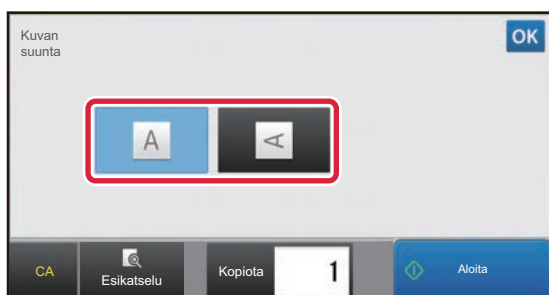 Kuvan
suunta
OK
A
A
CA
Esikatselu
Kopiota
1
Aloita